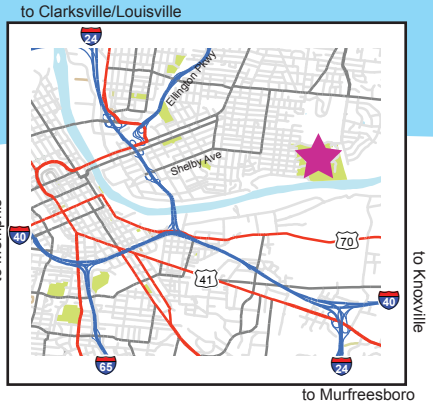 to Clarksville/Louisville
24
Ellington Pkwy
Shelby Ave
40
70
to Knoxville
41
40
65
24
to Murfreesboro